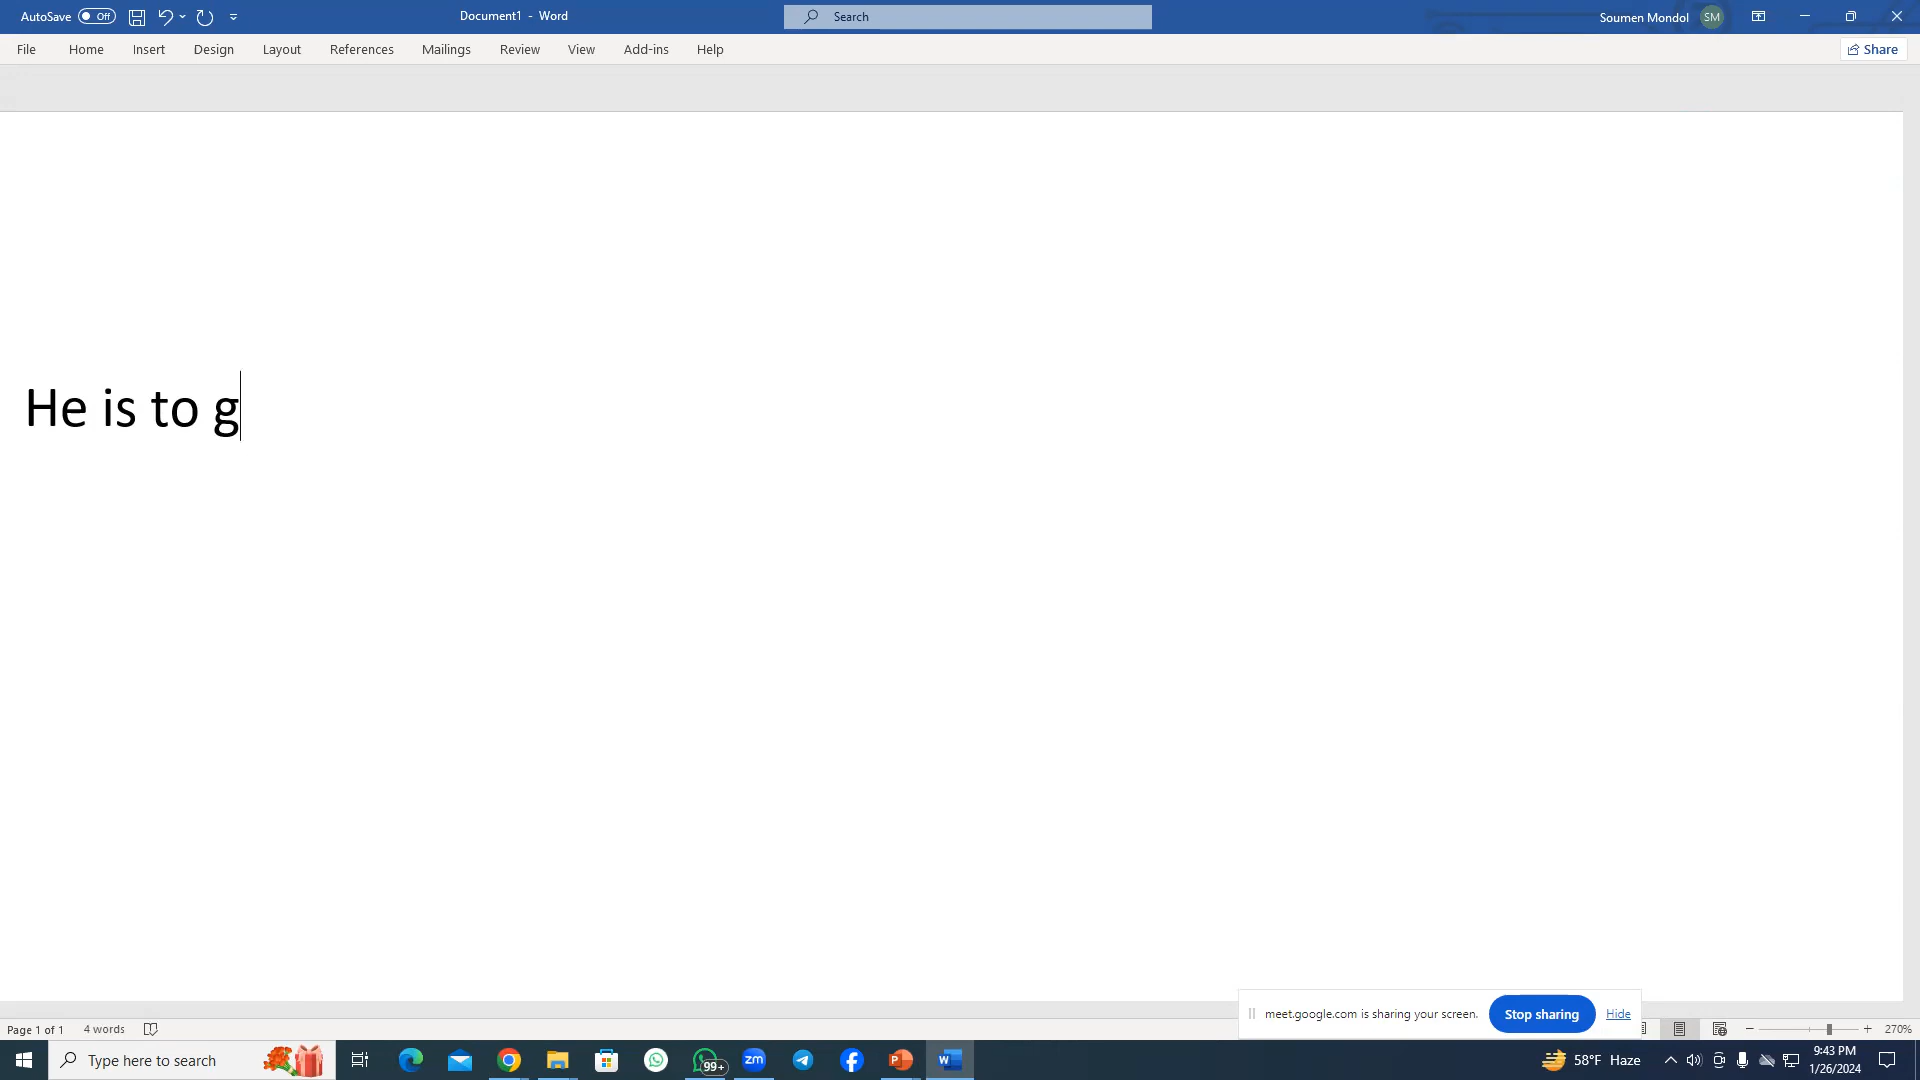 AutoSave Off Document1 - Word Search Soumen Mondol SM
File Home Insert Design Layout References Mailings Review View Add-ins Help Share
He is to g
meet.google.com is sharing your screen. Stop sharing Hide
Page 1 of 1 4 words 270%
Type here to search 99+ zm P W 58°F Haze 9:43 PM
1/26/2024